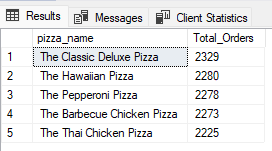 Results Messages Client Statistics
pizza_name Total_Orders
1 The Classic Deluxe Pizza 2329
2 The Hawaiian Pizza 2280
3 The Pepperoni Pizza 2278
4 The Barbecue Chicken Pizza 2273
5 The Thai Chicken Pizza 2225